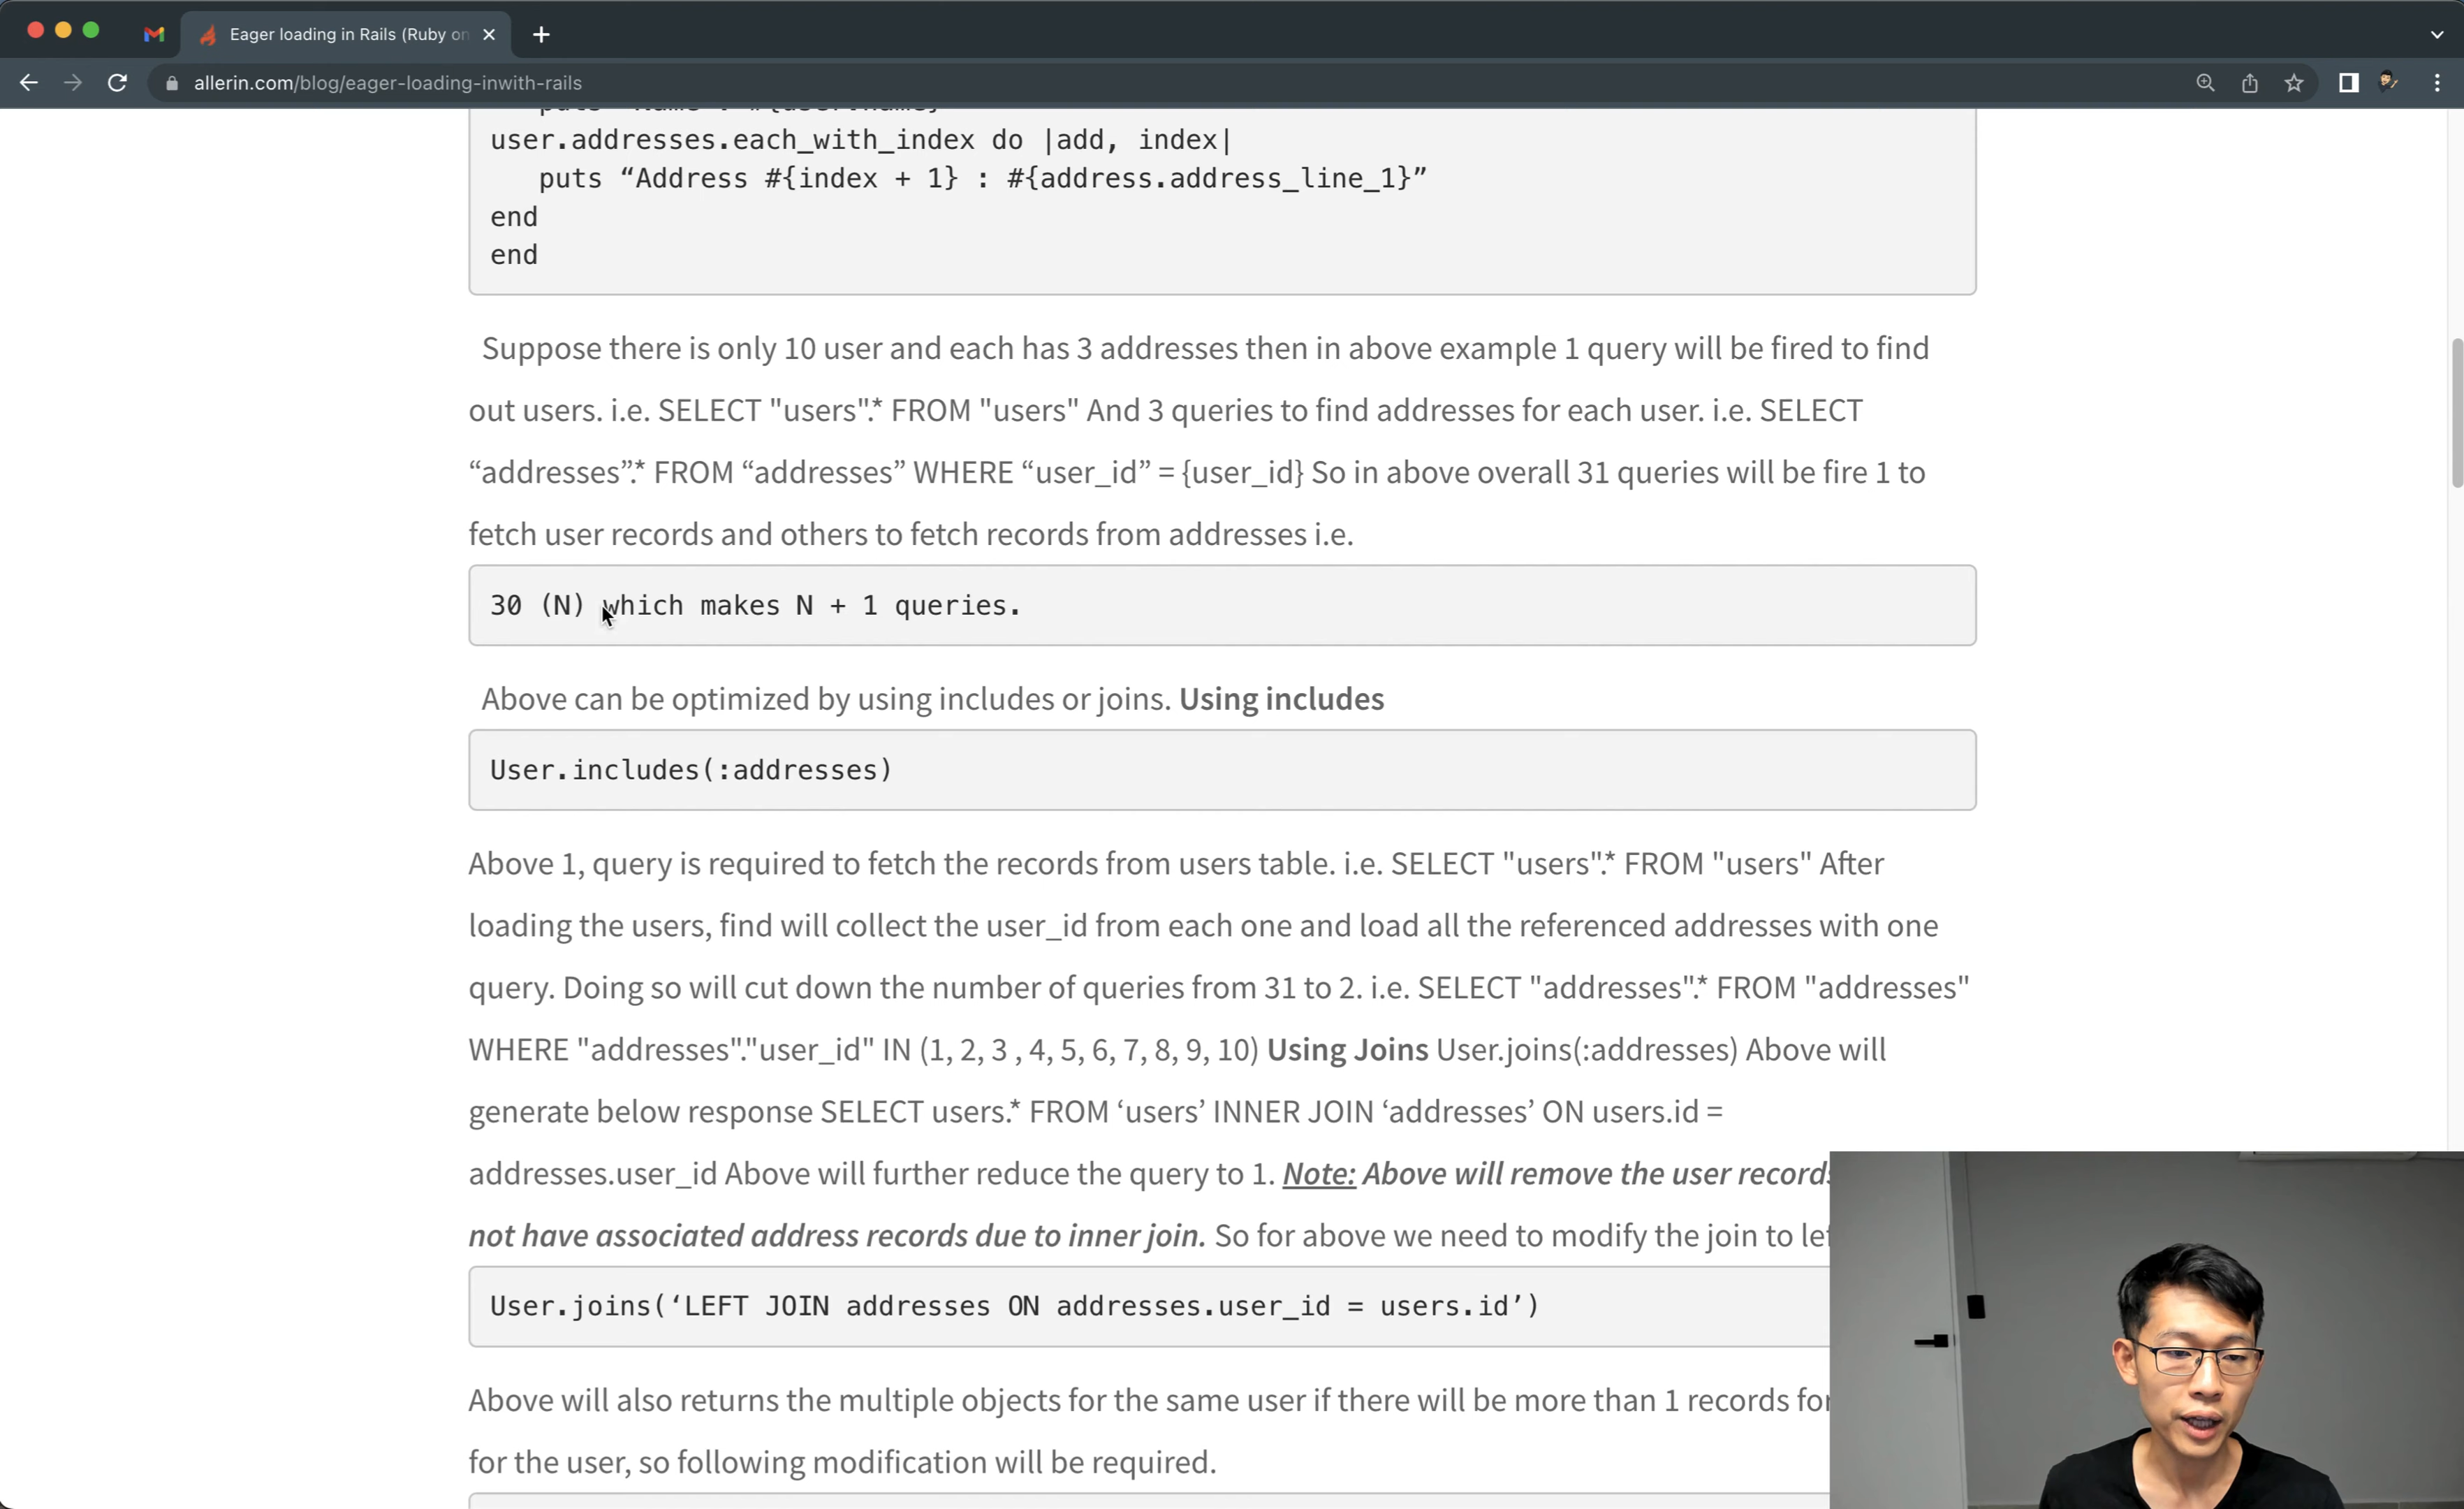 Eager loading in Rails (Ruby on
allerin.com/blog/eager-loading-inwith-rails
user.addresses.each_with_index do |add, index|
puts “Address #{index + 1} : #{address.address_line_1}”
end
end
Suppose there is only 10 user and each has 3 addresses then in above example 1 query will be fired to find
out users. i.e. SELECT "users".* FROM "users" And 3 queries to find addresses for each user. i.e. SELECT
“addresses”.* FROM “addresses” WHERE “user_id” = {user_id} So in above overall 31 queries will be fire 1 to
fetch user records and others to fetch records from addresses i.e.
30 (N) which makes N + 1 queries.
Above can be optimized by using includes or joins. Using includes
User.includes(:addresses)
Above 1, query is required to fetch the records from users table. i.e. SELECT "users".* FROM "users" After
loading the users, find will collect the user_id from each one and load all the referenced addresses with one
query. Doing so will cut down the number of queries from 31 to 2. i.e. SELECT "addresses".* FROM "addresses"
WHERE "addresses"."user_id" IN (1, 2, 3 , 4, 5, 6, 7, 8, 9, 10) Using Joins User.joins(:addresses) Above will
generate below response SELECT users.* FROM ‘users’ INNER JOIN ‘addresses’ ON users.id =
addresses.user_id Above will further reduce the query to 1. Note: Above will remove the user records
not have associated address records due to inner join. So for above we need to modify the join to lef
User.joins(‘LEFT JOIN addresses ON addresses.user_id = users.id’)
Above will also returns the multiple objects for the same user if there will be more than 1 records for
for the user, so following modification will be required.